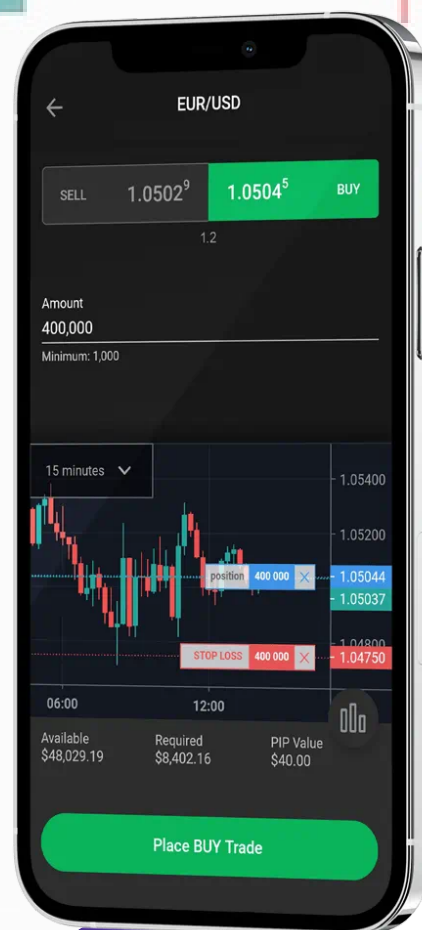 EUR/USD
SELL 1.0502⁹ 1.0504⁵ BUY
1.2
Amount
400,000
Minimum: 1,000
15 minutes
1.05400
1.05200
position 400 000 X 1.05044
1.05037
1.04800
STOP LOSS 400 000 X 1.04750
06:00 12:00
Available Required PIP Value
$48,029.19 $8,402.16 $40.00
Place BUY Trade